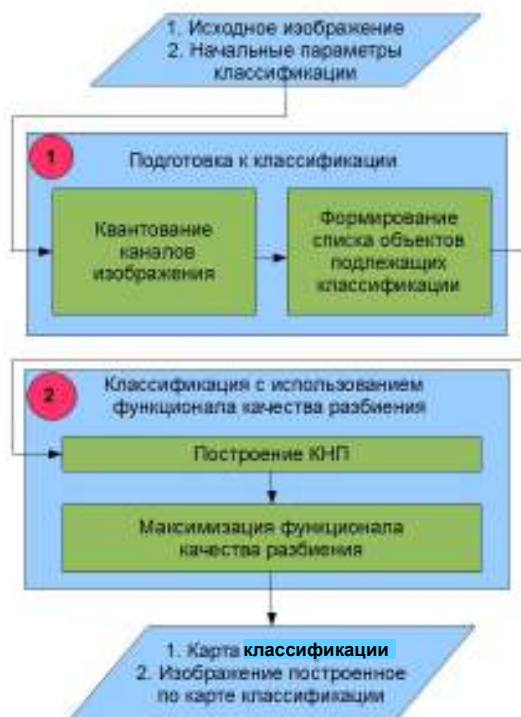 1. Исходное изображение
2. Начальные параметры
классификации
1
Подготовка к классификации
Квантование
каналов
изображения
Формирование
списка объектов
подлежащих
классификации
2
Классификация с использованием
функционала качества разбиения
Построение КНП
Максимизация функционала
качества разбиения
1. Карта классификации
2. Изображение построенное
по карте классификации